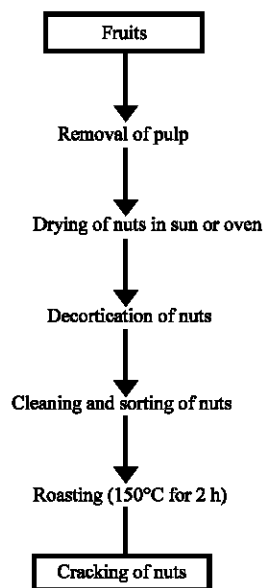 Fruits
Removal of pulp
Drying of nuts in sun or oven
Decortication of nuts
Cleaning and sorting of nuts
Roasting (150°C for 2 h)
Cracking of nuts